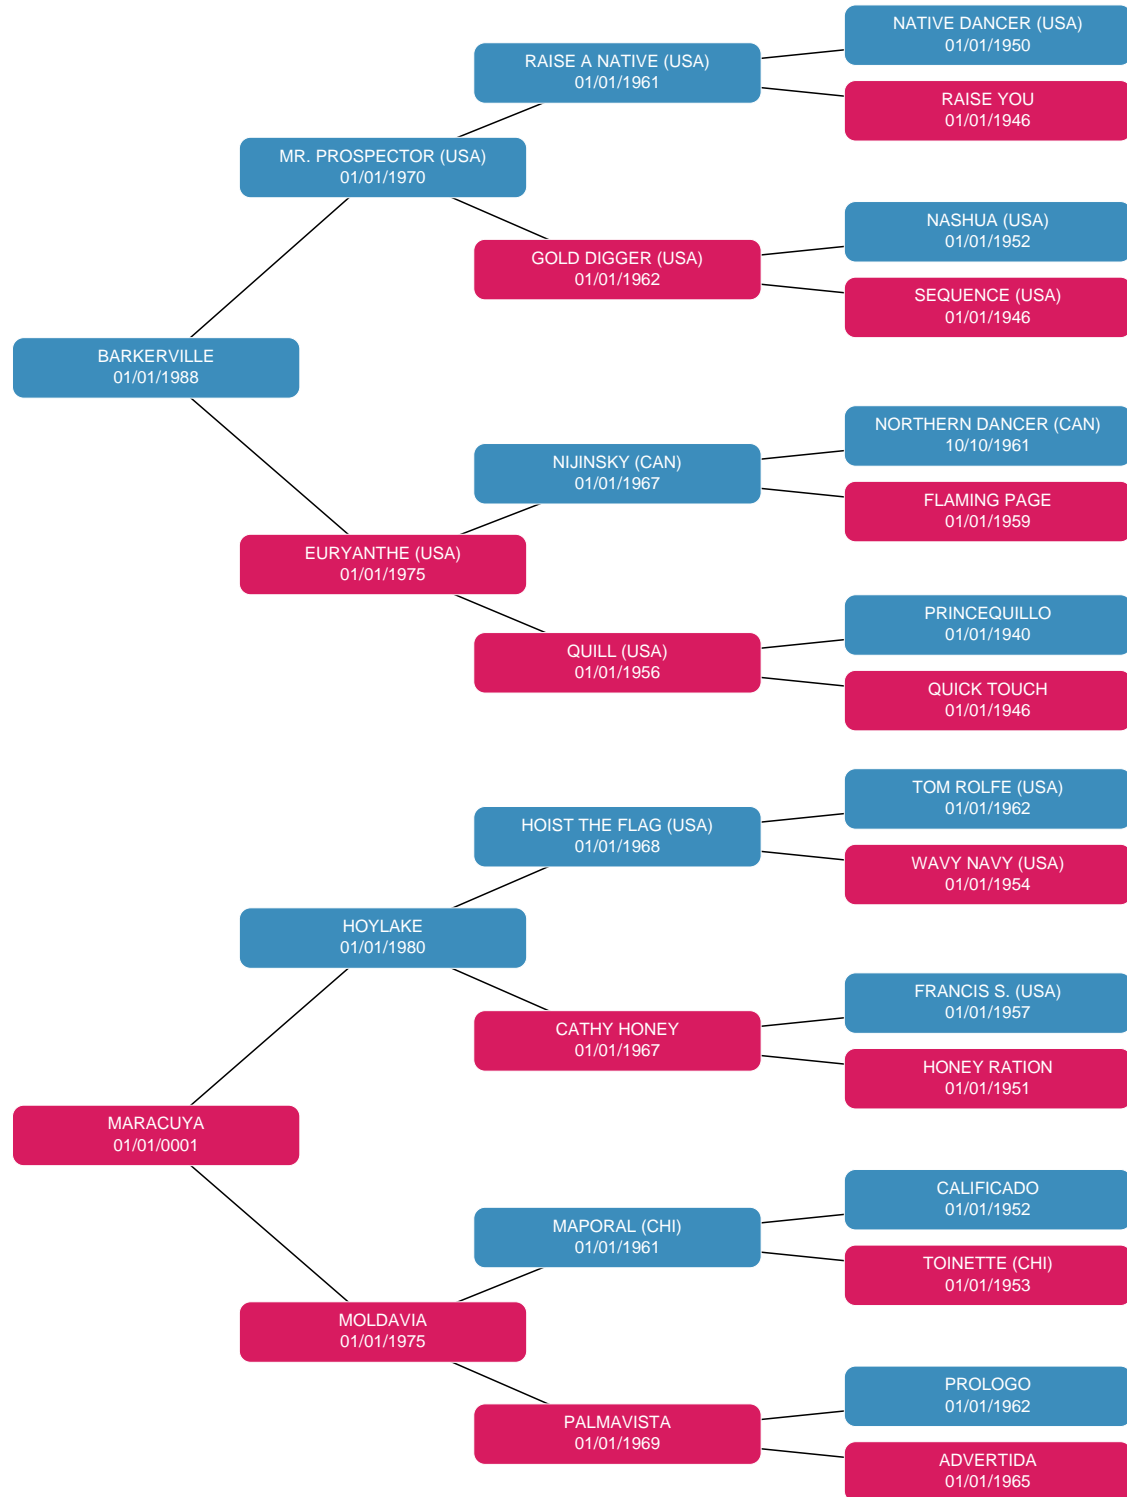 NATIVE DANCER (USA)
01/01/1950
RAISE A NATIVE (USA)
01/01/1961
RAISE YOU
01/01/1946
MR. PROSPECTOR (USA)
01/01/1970
NASHUA (USA)
01/01/1952
GOLD DIGGER (USA)
01/01/1962
SEQUENCE (USA)
01/01/1946
BARKERVILLE
01/01/1988
NORTHERN DANCER (CAN)
10/10/1961
NIJINSKY (CAN)
01/01/1967
FLAMING PAGE
01/01/1959
EURYANTHE (USA)
01/01/1975
PRINCEQUILLO
01/01/1940
QUILL (USA)
01/01/1956
QUICK TOUCH
01/01/1946
TOM ROLFE (USA)
01/01/1962
HOIST THE FLAG (USA)
01/01/1968
WAVY NAVY (USA)
01/01/1954
HOYLAKE
01/01/1980
FRANCIS S. (USA)
01/01/1957
CATHY HONEY
01/01/1967
HONEY RATION
01/01/1951
MARACUYA
01/01/0001
CALIFICADO
01/01/1952
MAPORAL (CHI)
01/01/1961
TOINETTE (CHI)
01/01/1953
MOLDAVIA
01/01/1975
PROLOGO
01/01/1962
PALMAVISTA
01/01/1969
ADVERTIDA
01/01/1965